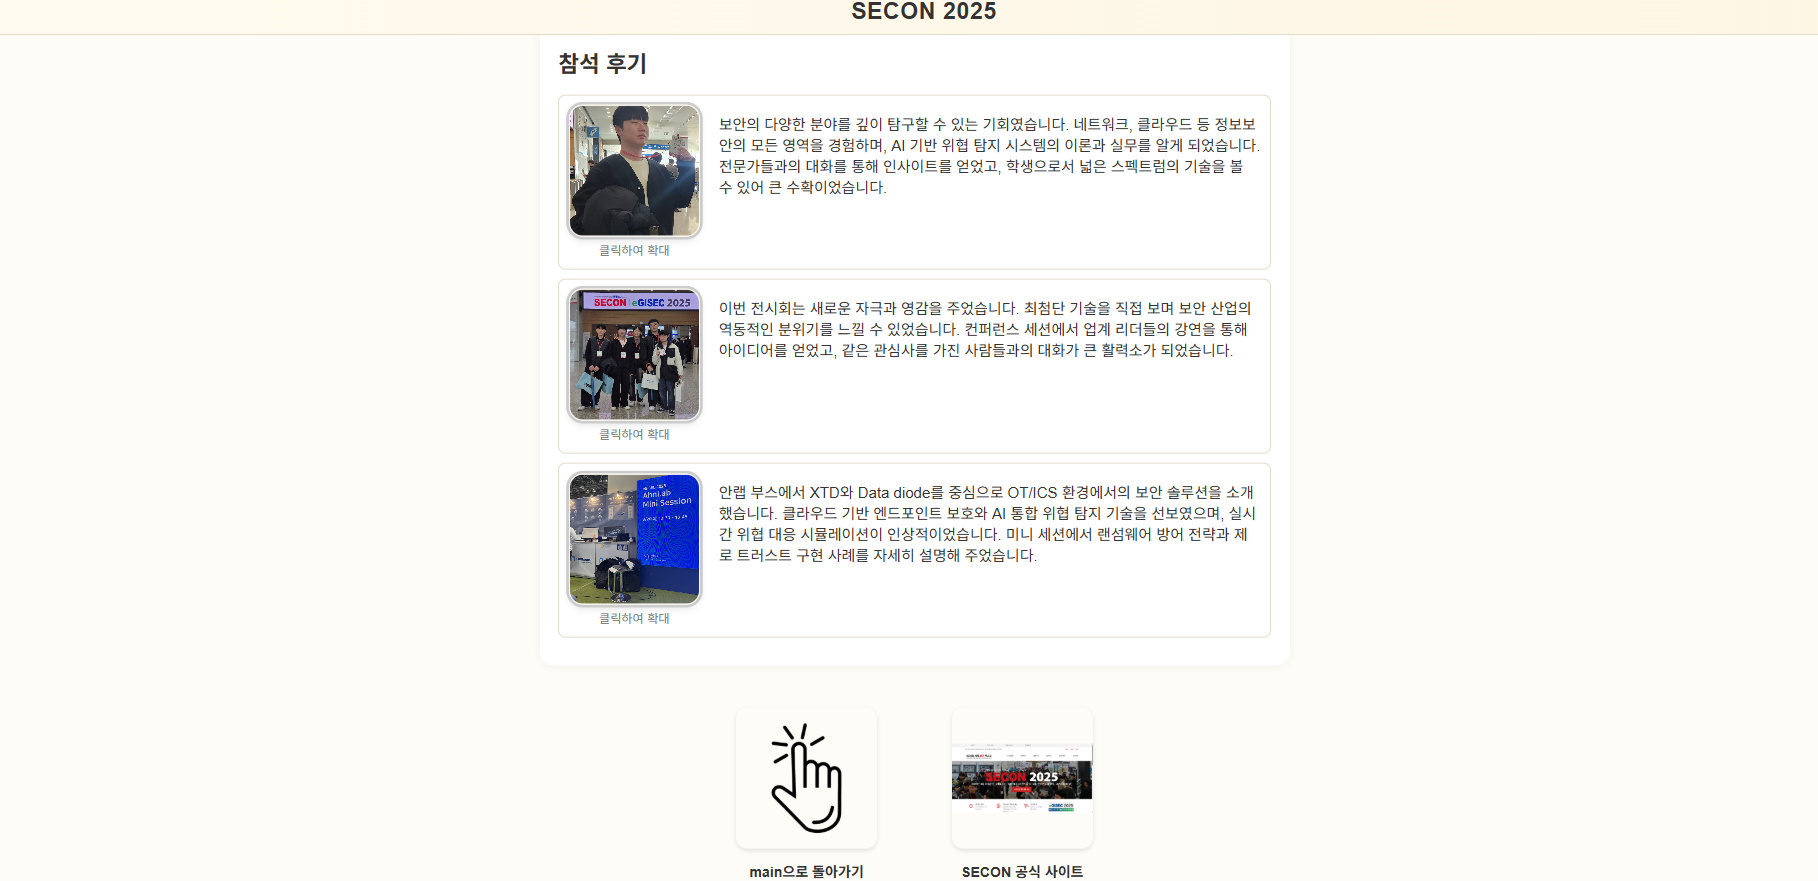 SECON 2025
참석 후기
보안의 다양한 분야를 깊이 탐구할 수 있는 기회였습니다. 네트워크, 클라우드 등 정보보
안의 모든 영역을 경험하며, AI 기반 위협 탐지 시스템의 이론과 실무를 알게 되었습니다.
전문가들과의 대화를 통해 인사이트를 얻었고, 학생으로서 넓은 스펙트럼의 기술을 볼
수 있어 큰 수확이었습니다.
클릭하여 확대
SECON eGISEC 2025
이번 전시회는 새로운 자극과 영감을 주었습니다. 최첨단 기술을 직접 보며 보안 산업의
역동적인 분위기를 느낄 수 있었습니다. 컨퍼런스 세션에서 업계 리더들의 강연을 통해
아이디어를 얻었고, 같은 관심사를 가진 사람들과의 대화가 큰 활력소가 되었습니다.
클릭하여 확대
AhnLab
Mini Session
안랩 부스에서 XTD와 Data diode를 중심으로 OT/ICS 환경에서의 보안 솔루션을 소개
했습니다. 클라우드 기반 엔드포인트 보호와 AI 통합 위협 탐지 기술을 선보였으며, 실시
간 위협 대응 시뮬레이션이 인상적이었습니다. 미니 세션에서 랜섬웨어 방어 전략과 제
로 트러스트 구현 사례를 자세히 설명해 주었습니다.
클릭하여 확대
SECON 2025
main으로 돌아가기
SECON 공식 사이트